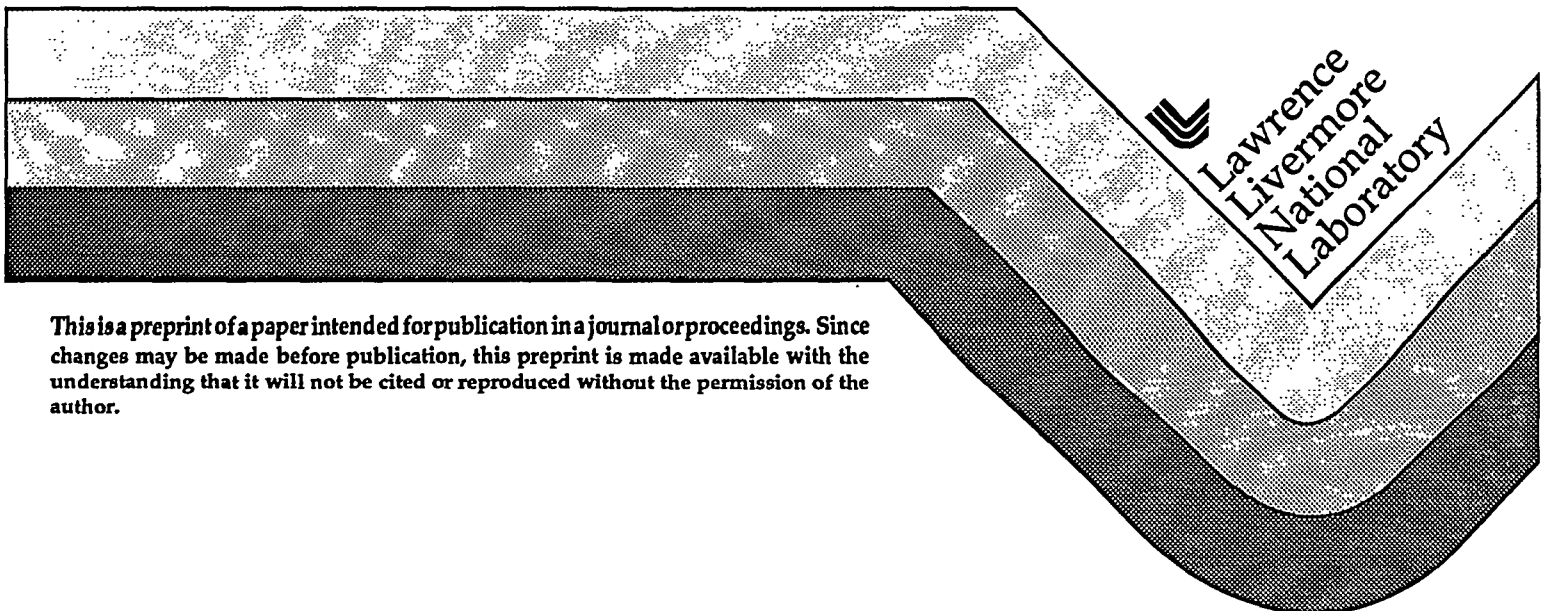 Lawrence
Livermore
National
Laboratory
This is a preprint of a paper intended for publication in a journal or proceedings. Since
changes may be made before publication, this preprint is made available with the
understanding that it will not be cited or reproduced without the permission of the
author.